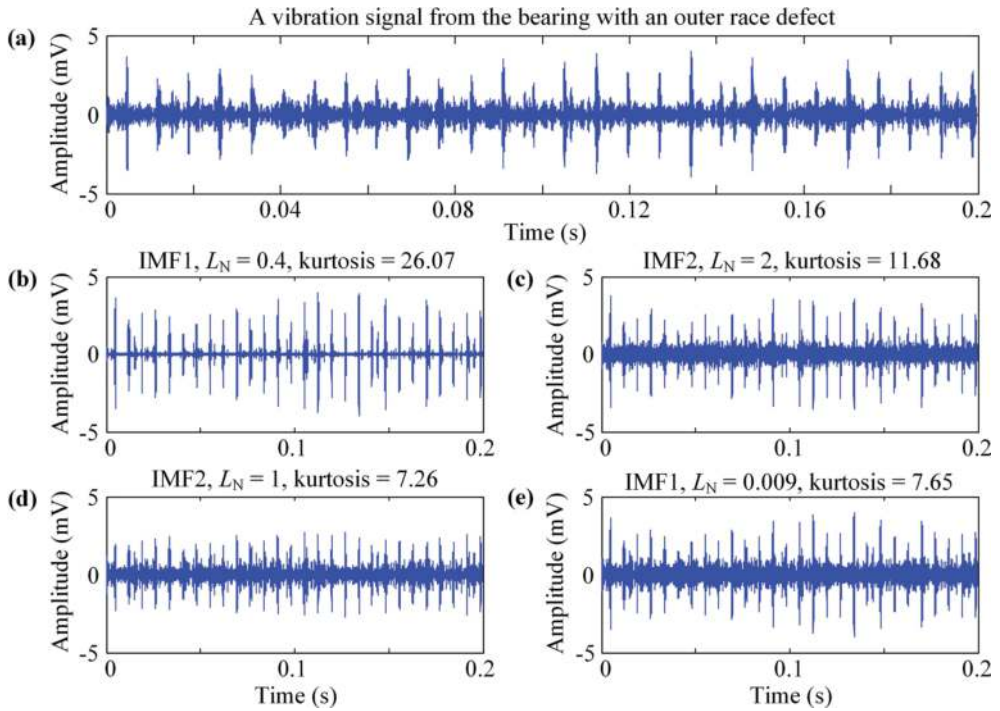 A vibration signal from the bearing with an outer race defect
(a)
5
0
-5
Amplitude (mV)
0 0.04 0.08 0.12 0.16 0.2
Time (s)
(b) IMF1, L_N = 0.4, kurtosis = 26.07
5
0
-5
Amplitude (mV)
0 0.1 0.2
(c) IMF2, L_N = 2, kurtosis = 11.68
5
0
-5
Amplitude (mV)
0 0.1 0.2
(d) IMF2, L_N = 1, kurtosis = 7.26
5
0
-5
Amplitude (mV)
0 0.1 0.2
Time (s)
(e) IMF1, L_N = 0.009, kurtosis = 7.65
5
0
-5
Amplitude (mV)
0 0.1 0.2
Time (s)